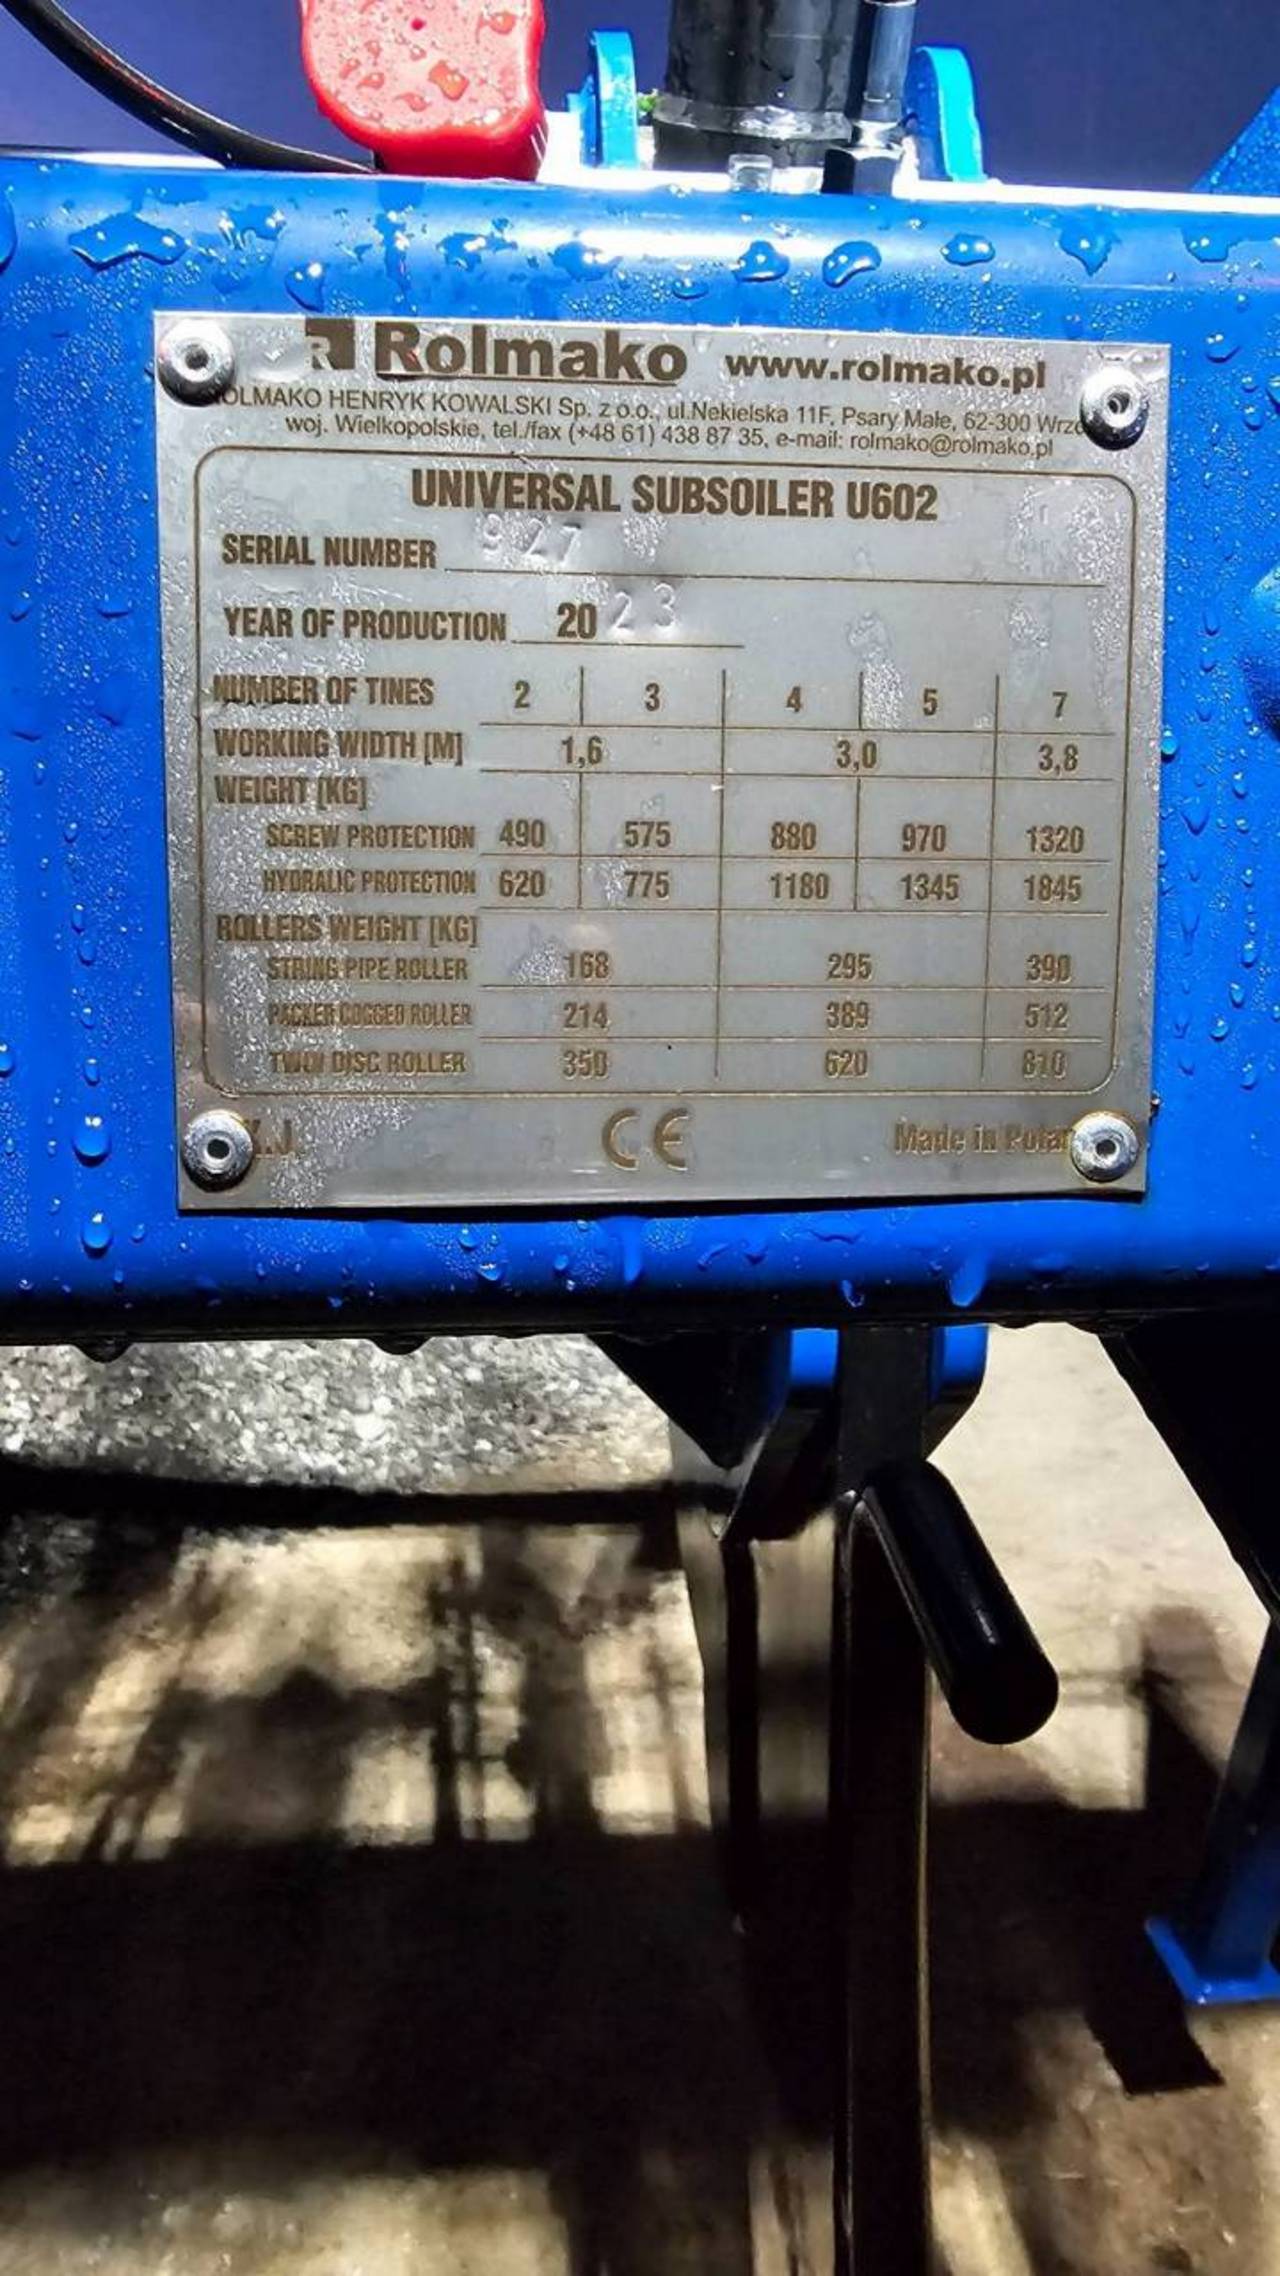 Rolmako www.rolmako.pl
OLMAKO HENRYK KOWALSKI Sp. z o.o., ul.Nekielska 11F, Psary Małe, 62-300 Wrze
woj. Wielkopolskie, tel./fax (+48 61) 438 87 35, e-mail: rolmako@rolmako.pl
UNIVERSAL SUBSOILER U602
SERIAL NUMBER 927
YEAR OF PRODUCTION 2023
NUMBER OF TINES 2 3 4 5 7
WORKING WIDTH [M] 1,6 3,0 3,8
WEIGHT [KG]
SCREW PROTECTION 490 575 880 970 1320
HYDRALIC PROTECTION 620 775 1180 1345 1845
ROLLERS WEIGHT [KG]
STRING PIPE ROLLER 168 295 390
PACKER COGGED ROLLER 214 389 512
TWIN DISC ROLLER 350 620 810
CE Made in Pola